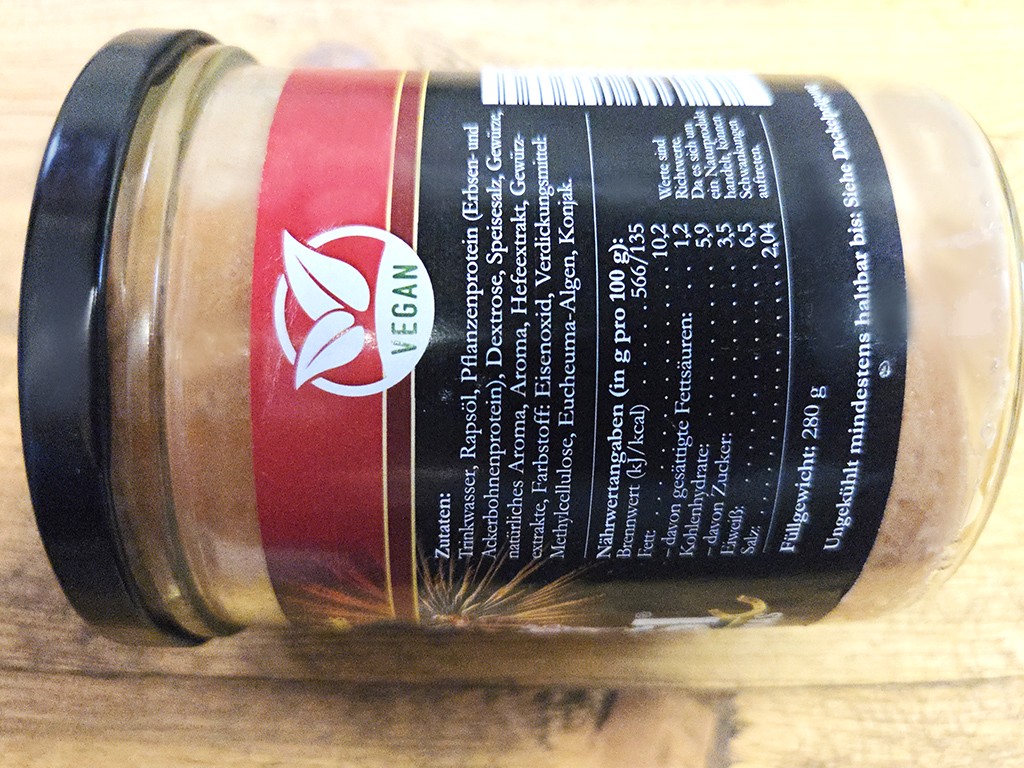 VEGAN
Zutaten:
Trinkwasser, Rapsöl, Pflanzenprotein (Erbsen- und
Ackerbohnenprotein), Dextrose, Speisesalz, Gewürze,
natürliches Aroma, Aroma, Hefeextrakt, Gewürz-
extrakte, Farbstoff: Eisenoxid, Verdickungsmittel:
Methylcellulose, Eucheuma-Algen, Konjak.
Nährwertangaben (in g pro 100 g):
Brennwert (kJ/kcal) 566/135
Fett . . . . . . . . . . 10,2
- davon gesättigte Fettsäuren: 1,2
Kohlenhydrate: . . . . . . 5,9
- davon Zucker: . . . . . . 3,5
Eiweiß: . . . . . . . . . . 6,5
Salz: . . . . . . . . . . 2,04
Werte sind
Richtwerte.
Da es sich um
ein Naturprodukt
handelt, können
Schwankungen
auftreten.
Füllgewicht: 280 g
Ungekühlt mindestens haltbar bis: Siehe Deckelprägung